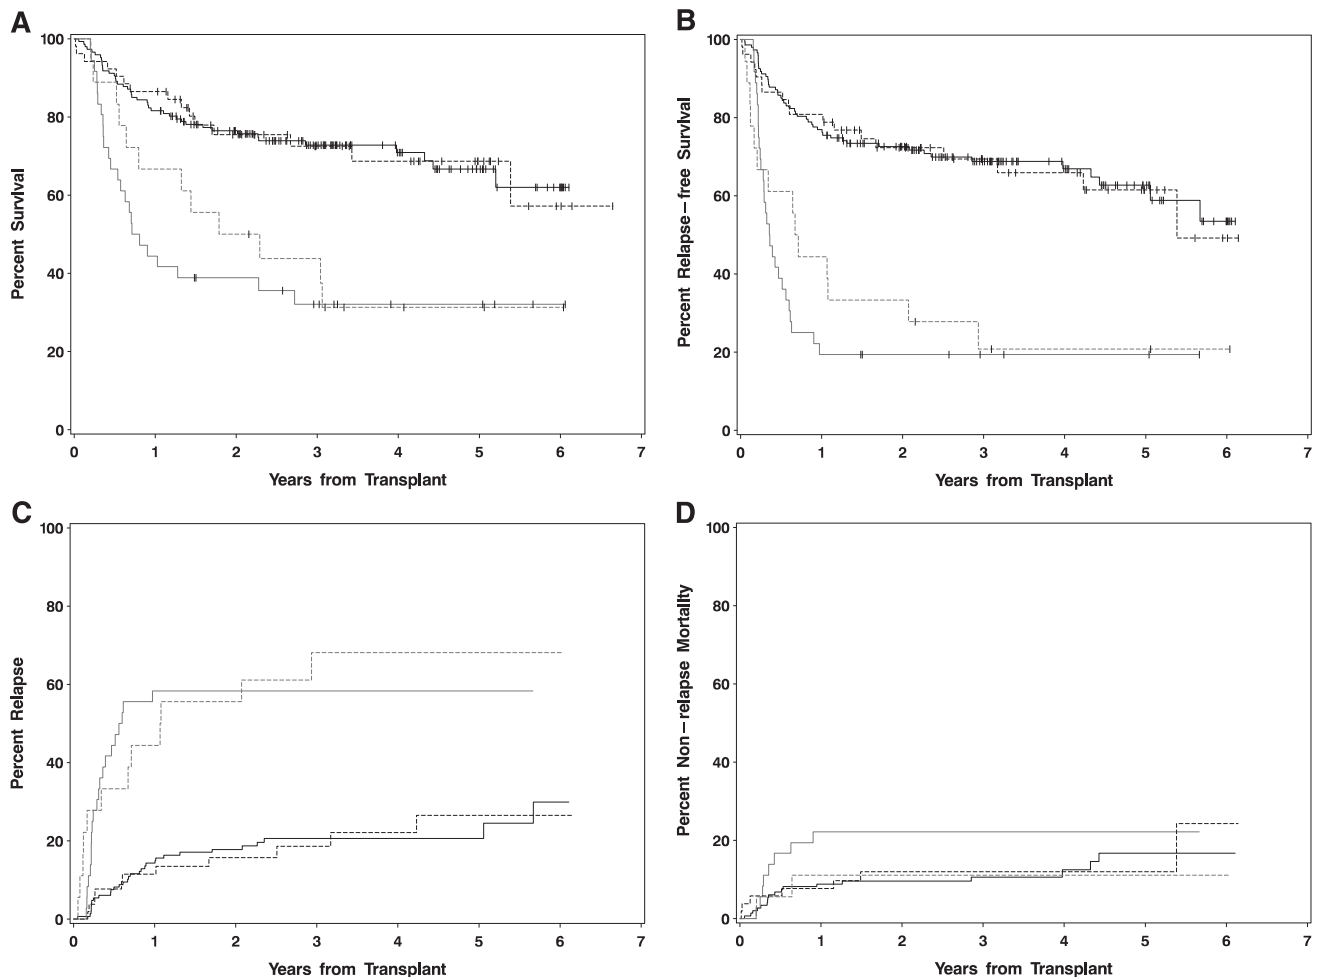 A
Percent Survival
100
80
60
40
20
0
0 1 2 3 4 5 6 7
Years from Transplant
B
Percent Relapse–free Survival
100
80
60
40
20
0
0 1 2 3 4 5 6 7
Years from Transplant
C
Percent Relapse
100
80
60
40
20
0
0 1 2 3 4 5 6 7
Years from Transplant
D
Percent Non–relapse Mortality
100
80
60
40
20
0
0 1 2 3 4 5 6 7
Years from Transplant